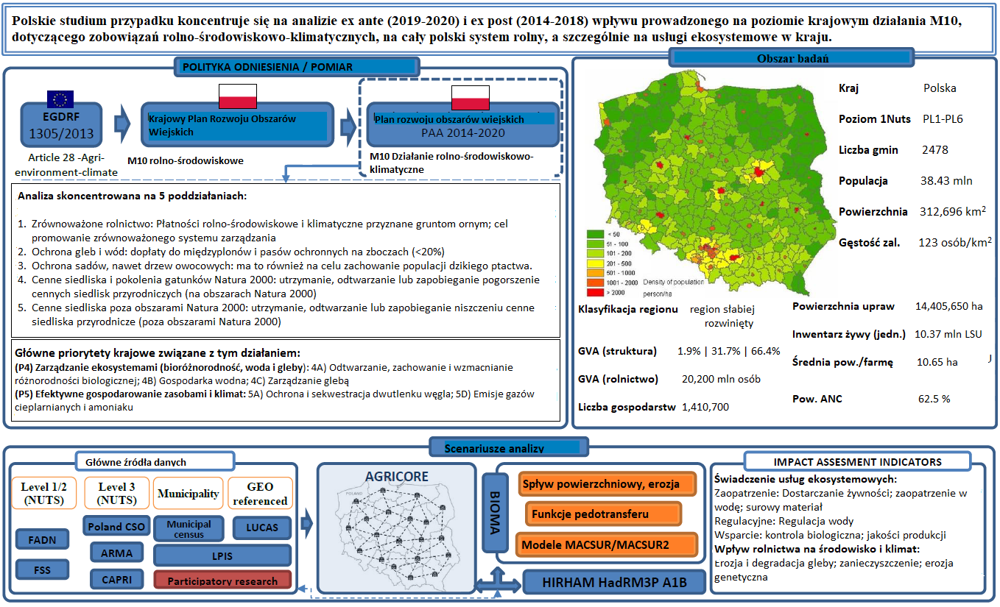 Polskie studium przypadku koncentruje się na analizie ex ante (2019-2020) i ex post (2014-2018) wpływu prowadzonego na poziomie krajowym działania M10,
dotyczącego zobowiązań rolno-środowiskowo-klimatycznych, na cały polski system rolny, a szczególnie na usługi ekosystemowe w kraju.
POLITYKA ODNIESIENIA / POMIAR
EGDRF
1305/2013
Article 28 -Agri-
environment-climate
Krajowy Plan Rozwoju Obszarów
Wiejskich
M10 rolno-środowiskowe
Plan rozwoju obszarów wiejskich
PAA 2014-2020
M10 Działanie rolno-środowiskowo-
klimatyczne
Analiza skoncentrowana na 5 poddziałaniach:
1. Zrównoważone rolnictwo: Płatności rolno-środowiskowe i klimatyczne przyznane gruntom ornym; cel
promowanie zrównoważonego systemu zarządzania
2. Ochrona gleb i wód: dopłaty do międzyplonów i pasów ochronnych na zboczach (<20%)
3. Ochrona sadów, nawet drzew owocowych: ma to również na celu zachowanie populacji dzikiego ptactwa.
4. Cenne siedliska i pokolenia gatunków Natura 2000: utrzymanie, odtwarzanie lub zapobieganie pogorszenie
cennych siedlisk przyrodniczych (na obszarach Natura 2000)
5. Cenne siedliska poza obszarami Natura 2000: utrzymanie, odtwarzanie lub zapobieganie niszczeniu cenne
siedliska przyrodnicze (poza obszarami Natura 2000)
Główne priorytety krajowe związane z tym działaniem:
(P4) Zarządzanie ekosystemami (bioróżnorodność, woda i gleby): 4A) Odtwarzanie, zachowanie i wzmacnianie
różnorodności biologicznej; 4B) Gospodarka wodna; 4C) Zarządzanie glebą
(P5) Efektywne gospodarowanie zasobami i klimat: 5A) Ochrona i sekwestracja dwutlenku węgla; 5D) Emisje gazów
cieplarnianych i amoniaku
Obszar badań
Kraj Polska
Poziom 1Nuts PL1-PL6
Liczba gmin 2478
Populacja 38.43 mln
Powierzchnia 312,696 km2
Gęstość zal. 123 osób/km2
< 50
51 - 100
101 - 200
201 - 500
501 - 1000
1001 - 2000
> 2000
Density of population
person/ha
Klasyfikacja regionu region słabiej
rozwinięty
GVA (struktura) 1.9% | 31.7% | 66.4%
GVA (rolnictwo) 20,200 mln osób
Liczba gospodarstw 1,410,700
Powierzchnia upraw 14,405,650 ha
Inwentarz żywy (jedn.) 10.37 mln LSU
Średnia pow./farmę 10.65 ha J
Pow. ANC 62.5 %
Scenariusze analizy
Główne źródła danych
Level 1/2
(NUTS)
Level 3
(NUTS)
Municipality
GEO
referenced
FADN
FSS
Poland CSO
ARMA
CAPRI
Municipal
census
LUCAS
LPIS
Participatory research
AGRICORE
POLAND
BIOMA
Spływ powierzchniowy, erozja
Funkcje pedotransferu
Modele MACSUR/MACSUR2
HIRHAM HadRM3P A1B
IMPACT ASSESMENT INDICATORS
Świadczenie usług ekosystemowych:
Zaopatrzenie: Dostarczanie żywności; zaopatrzenie w
wodę; surowy materiał
Regulacyjne: Regulacja wody
Wsparcie: kontrola biologiczna; jakości produkcji
Wpływ rolnictwa na środowisko i klimat:
Erozja i degradacja gleby; zanieczyszczenie; erozja
genetyczna